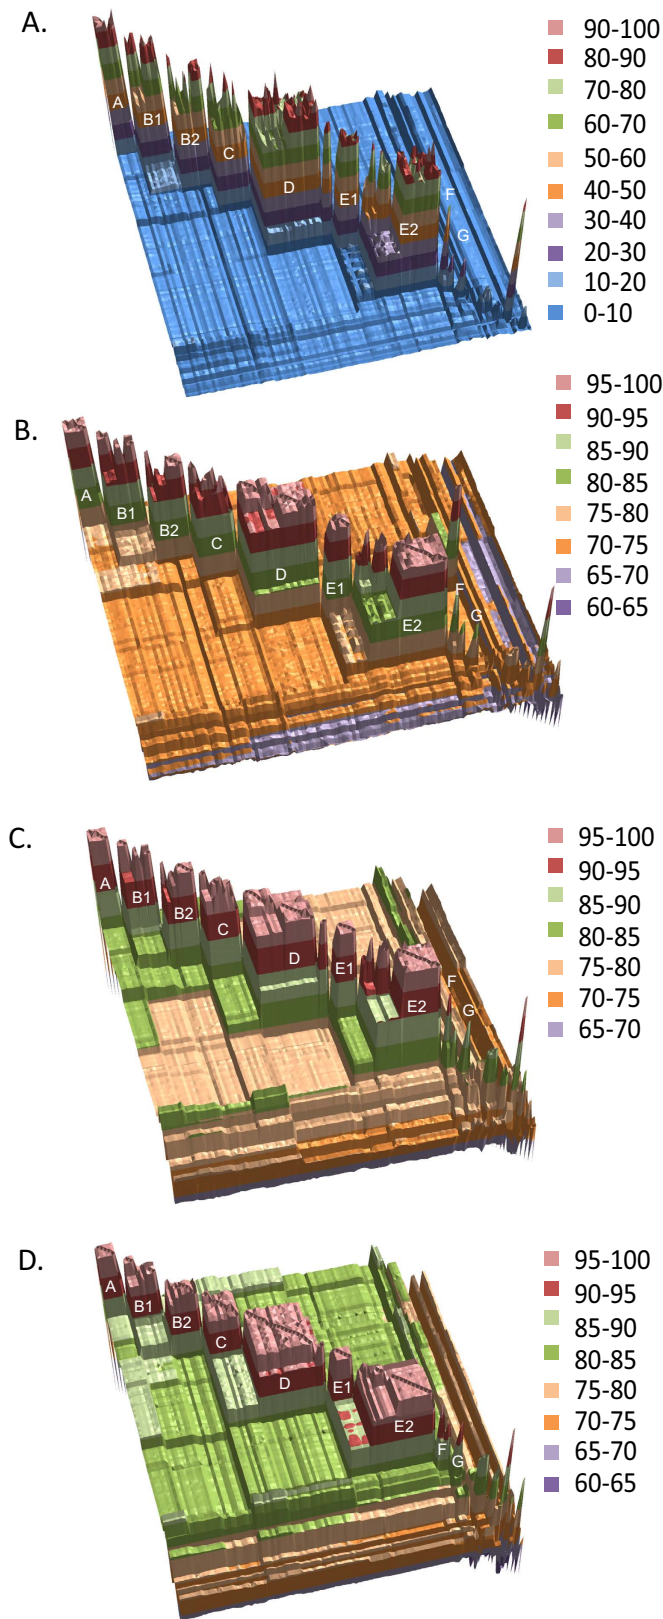 A.
90-100
80-90
70-80
60-70
50-60
40-50
30-40
20-30
10-20
0-10
A
B1
B2
C
D
E1
E2
F
G
B.
95-100
90-95
85-90
80-85
75-80
70-75
65-70
60-65
A
B1
B2
C
D
E1
E2
F
G
C.
95-100
90-95
85-90
80-85
75-80
70-75
65-70
A
B1
B2
C
D
E1
E2
F
G
D.
95-100
90-95
85-90
80-85
75-80
70-75
65-70
60-65
A
B1
B2
C
D
E1
E2
F
G